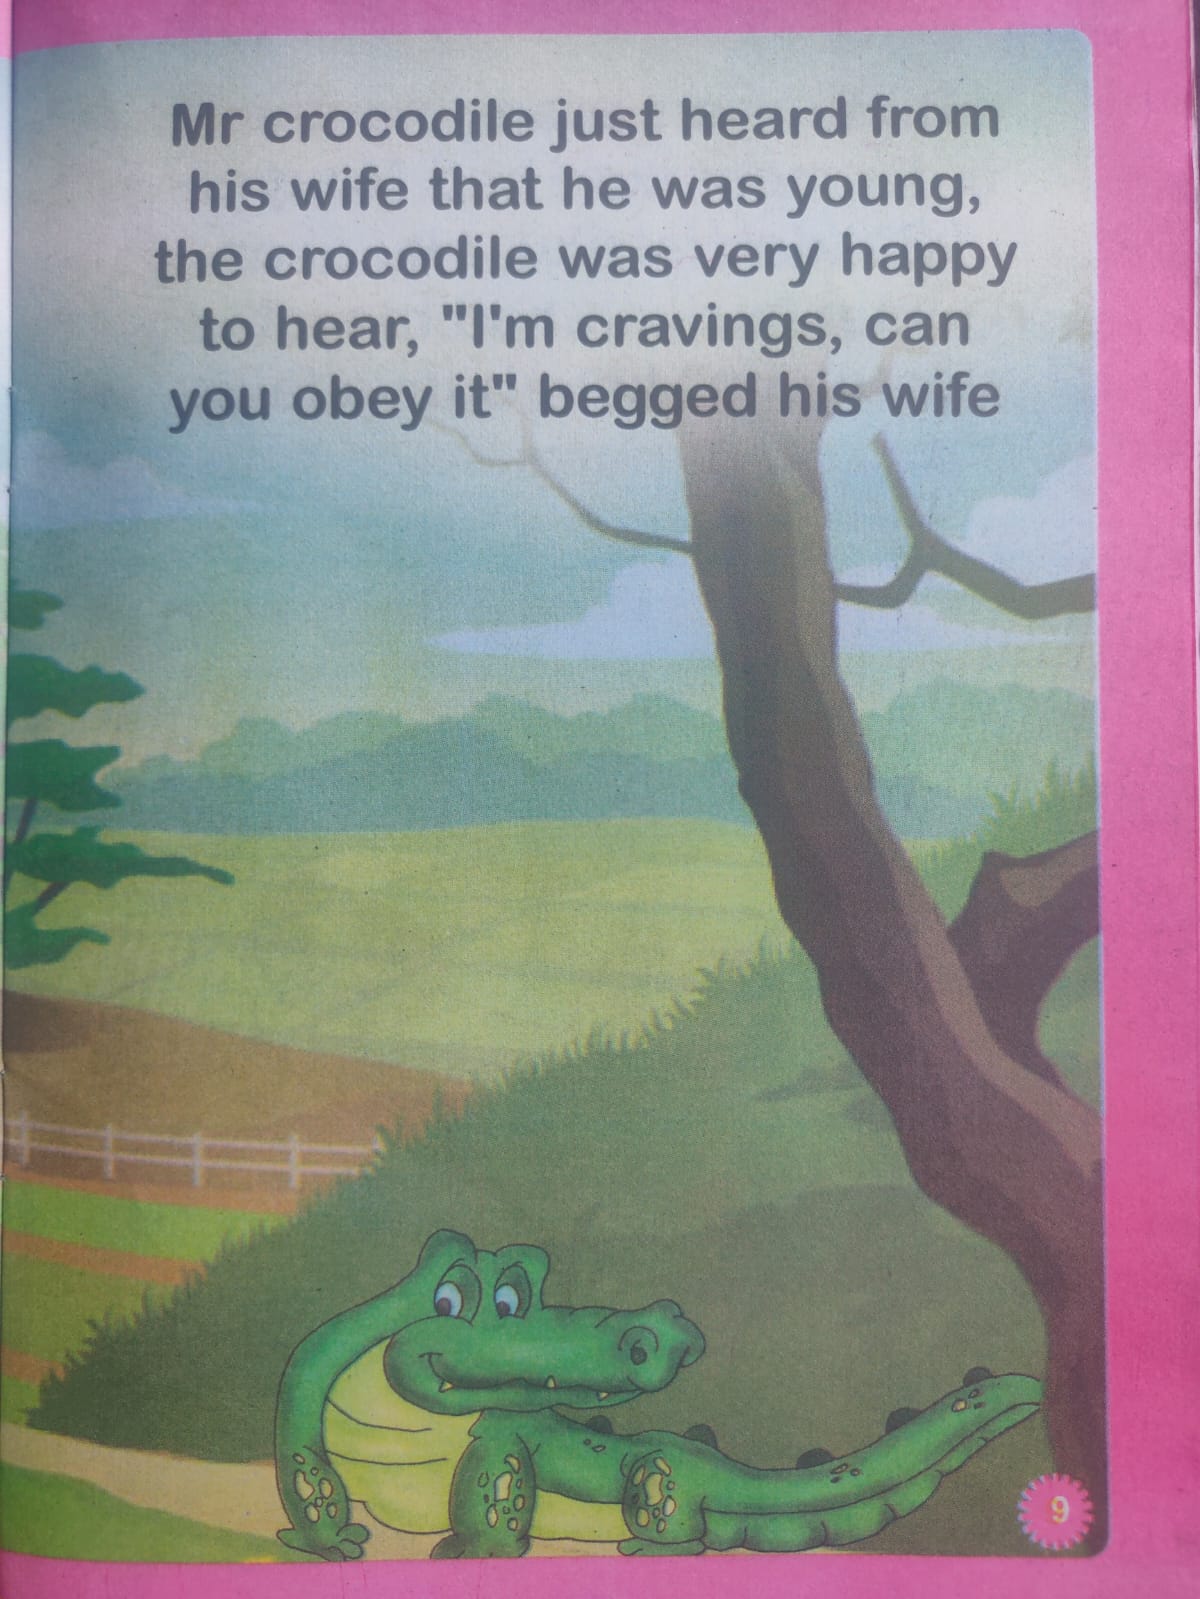 Mr crocodile just heard from
his wife that he was young,
the crocodile was very happy
to hear, "I'm cravings, can
you obey it" begged his wife
9